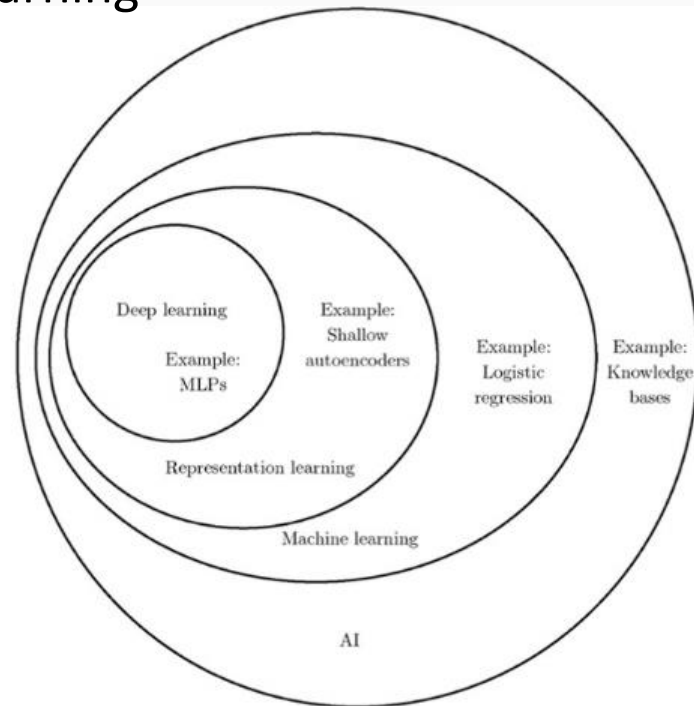 Deep learning
Example:
MLPs
Example:
Shallow
autoencoders
Example:
Logistic
regression
Example:
Knowledge
bases
Representation learning
Machine learning
AI